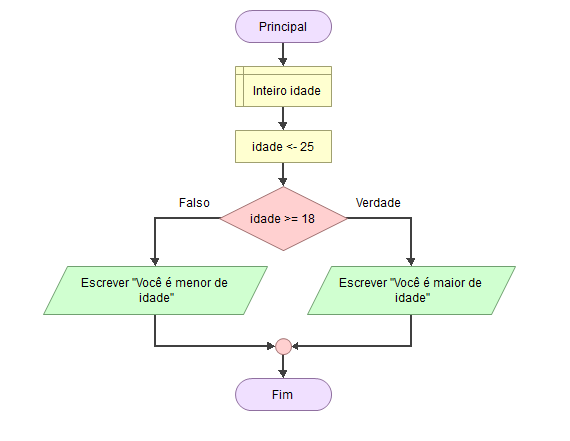 Principal
Inteiro idade
idade <- 25
Falso
Verdade
idade >= 18
Escrever "Você é menor de
idade"
Escrever "Você é maior de
idade"
Fim